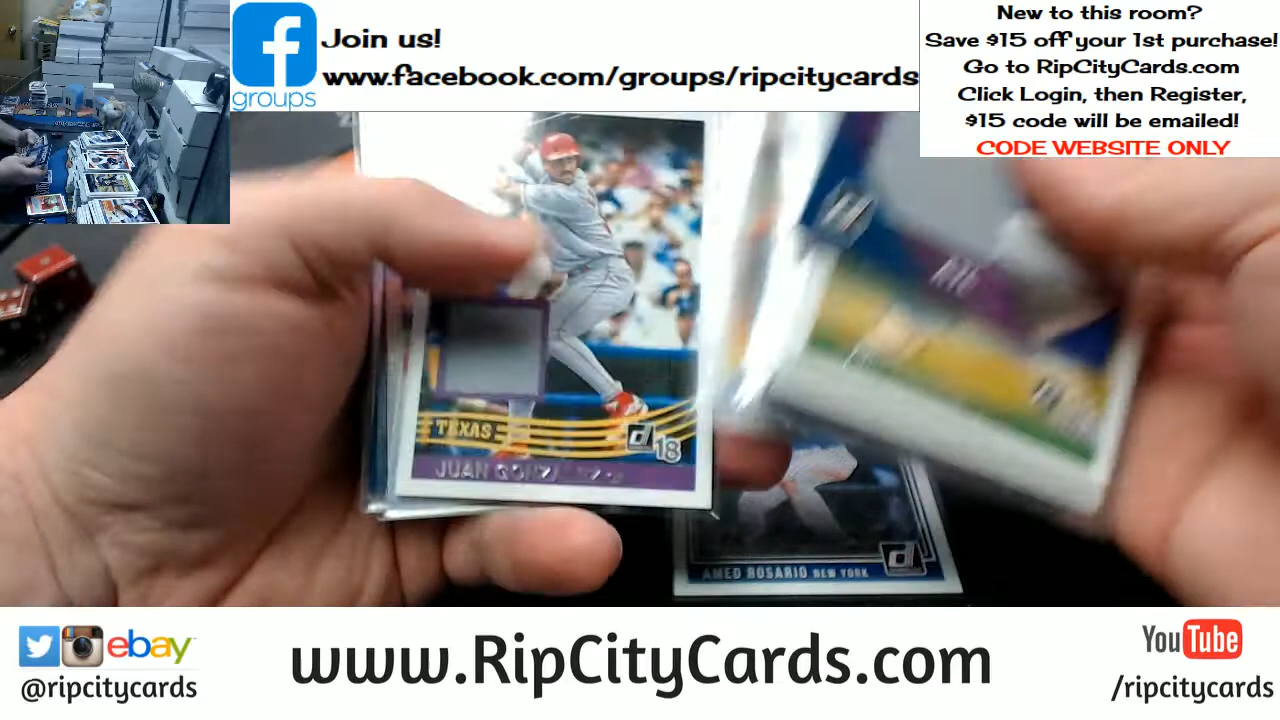 Join us!
www.facebook.com/groups/ripcitycards
groups
New to this room?
Save $15 off your 1st purchase!
Go to RipCityCards.com
Click Login, then Register,
$15 code will be emailed!
CODE WEBSITE ONLY
TEXAS
18
JUAN
AMED ROSARIO NEW YORK
ebay
@ripcitycards
www.RipCityCards.com
YouTube
/ripcitycards